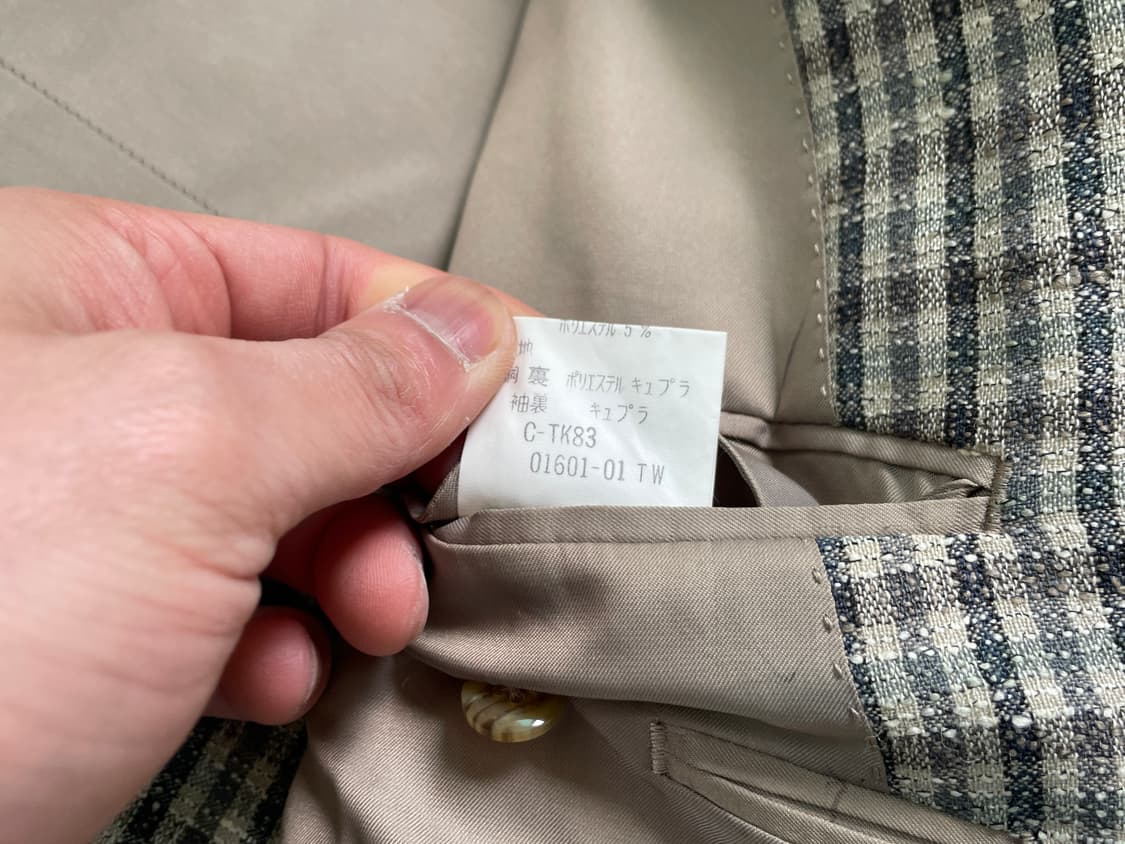 ポリエステル 5 %
地
胴裏 ポリエステル キュプラ
袖裏 キュプラ
C-TK83
01601-01 TW